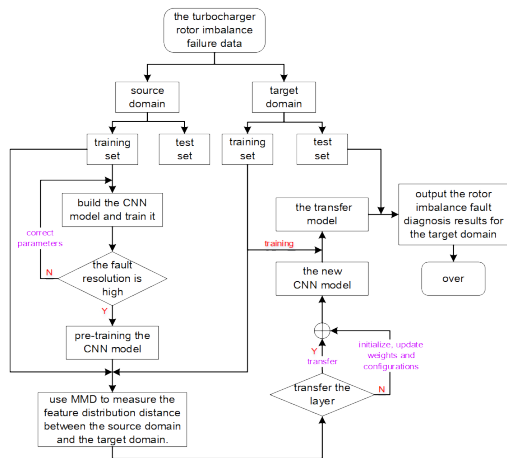 the turbocharger
rotor imbalance
failure data
source
domain
target
domain
training
set
test
set
training
set
test
set
build the CNN
model and train it
correct
parameters
the fault
resolution is
high
N
Y
pre-training the
CNN model
use MMD to measure the
feature distribution distance
between the source domain
and the target domain.
the transfer
model
training
the new
CNN model
Y
transfer
initialize, update
weights and
configurations
transfer the
layer
N
output the rotor
imbalance fault
diagnosis results for
the target domain
over